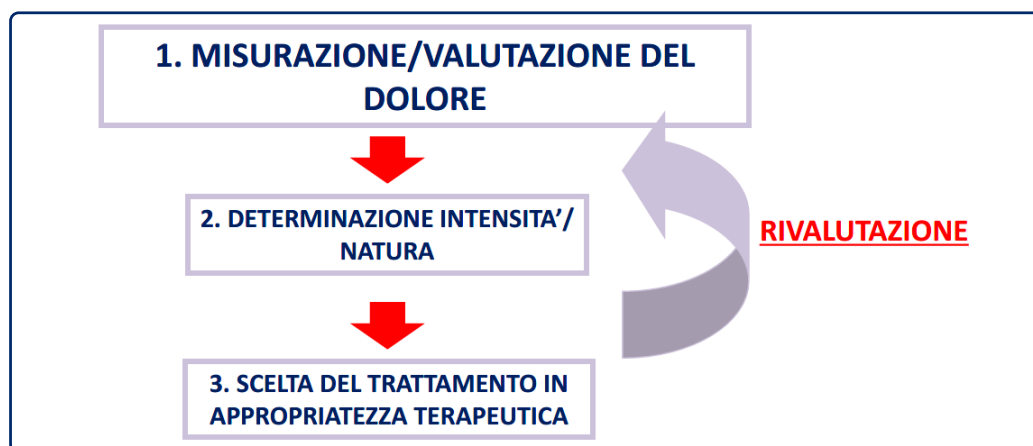 1. MISURAZIONE/VALUTAZIONE DEL
DOLORE
2. DETERMINAZIONE INTENSITA’/
NATURA
RIVALUTAZIONE
3. SCELTA DEL TRATTAMENTO IN
APPROPRIATEZZA TERAPEUTICA